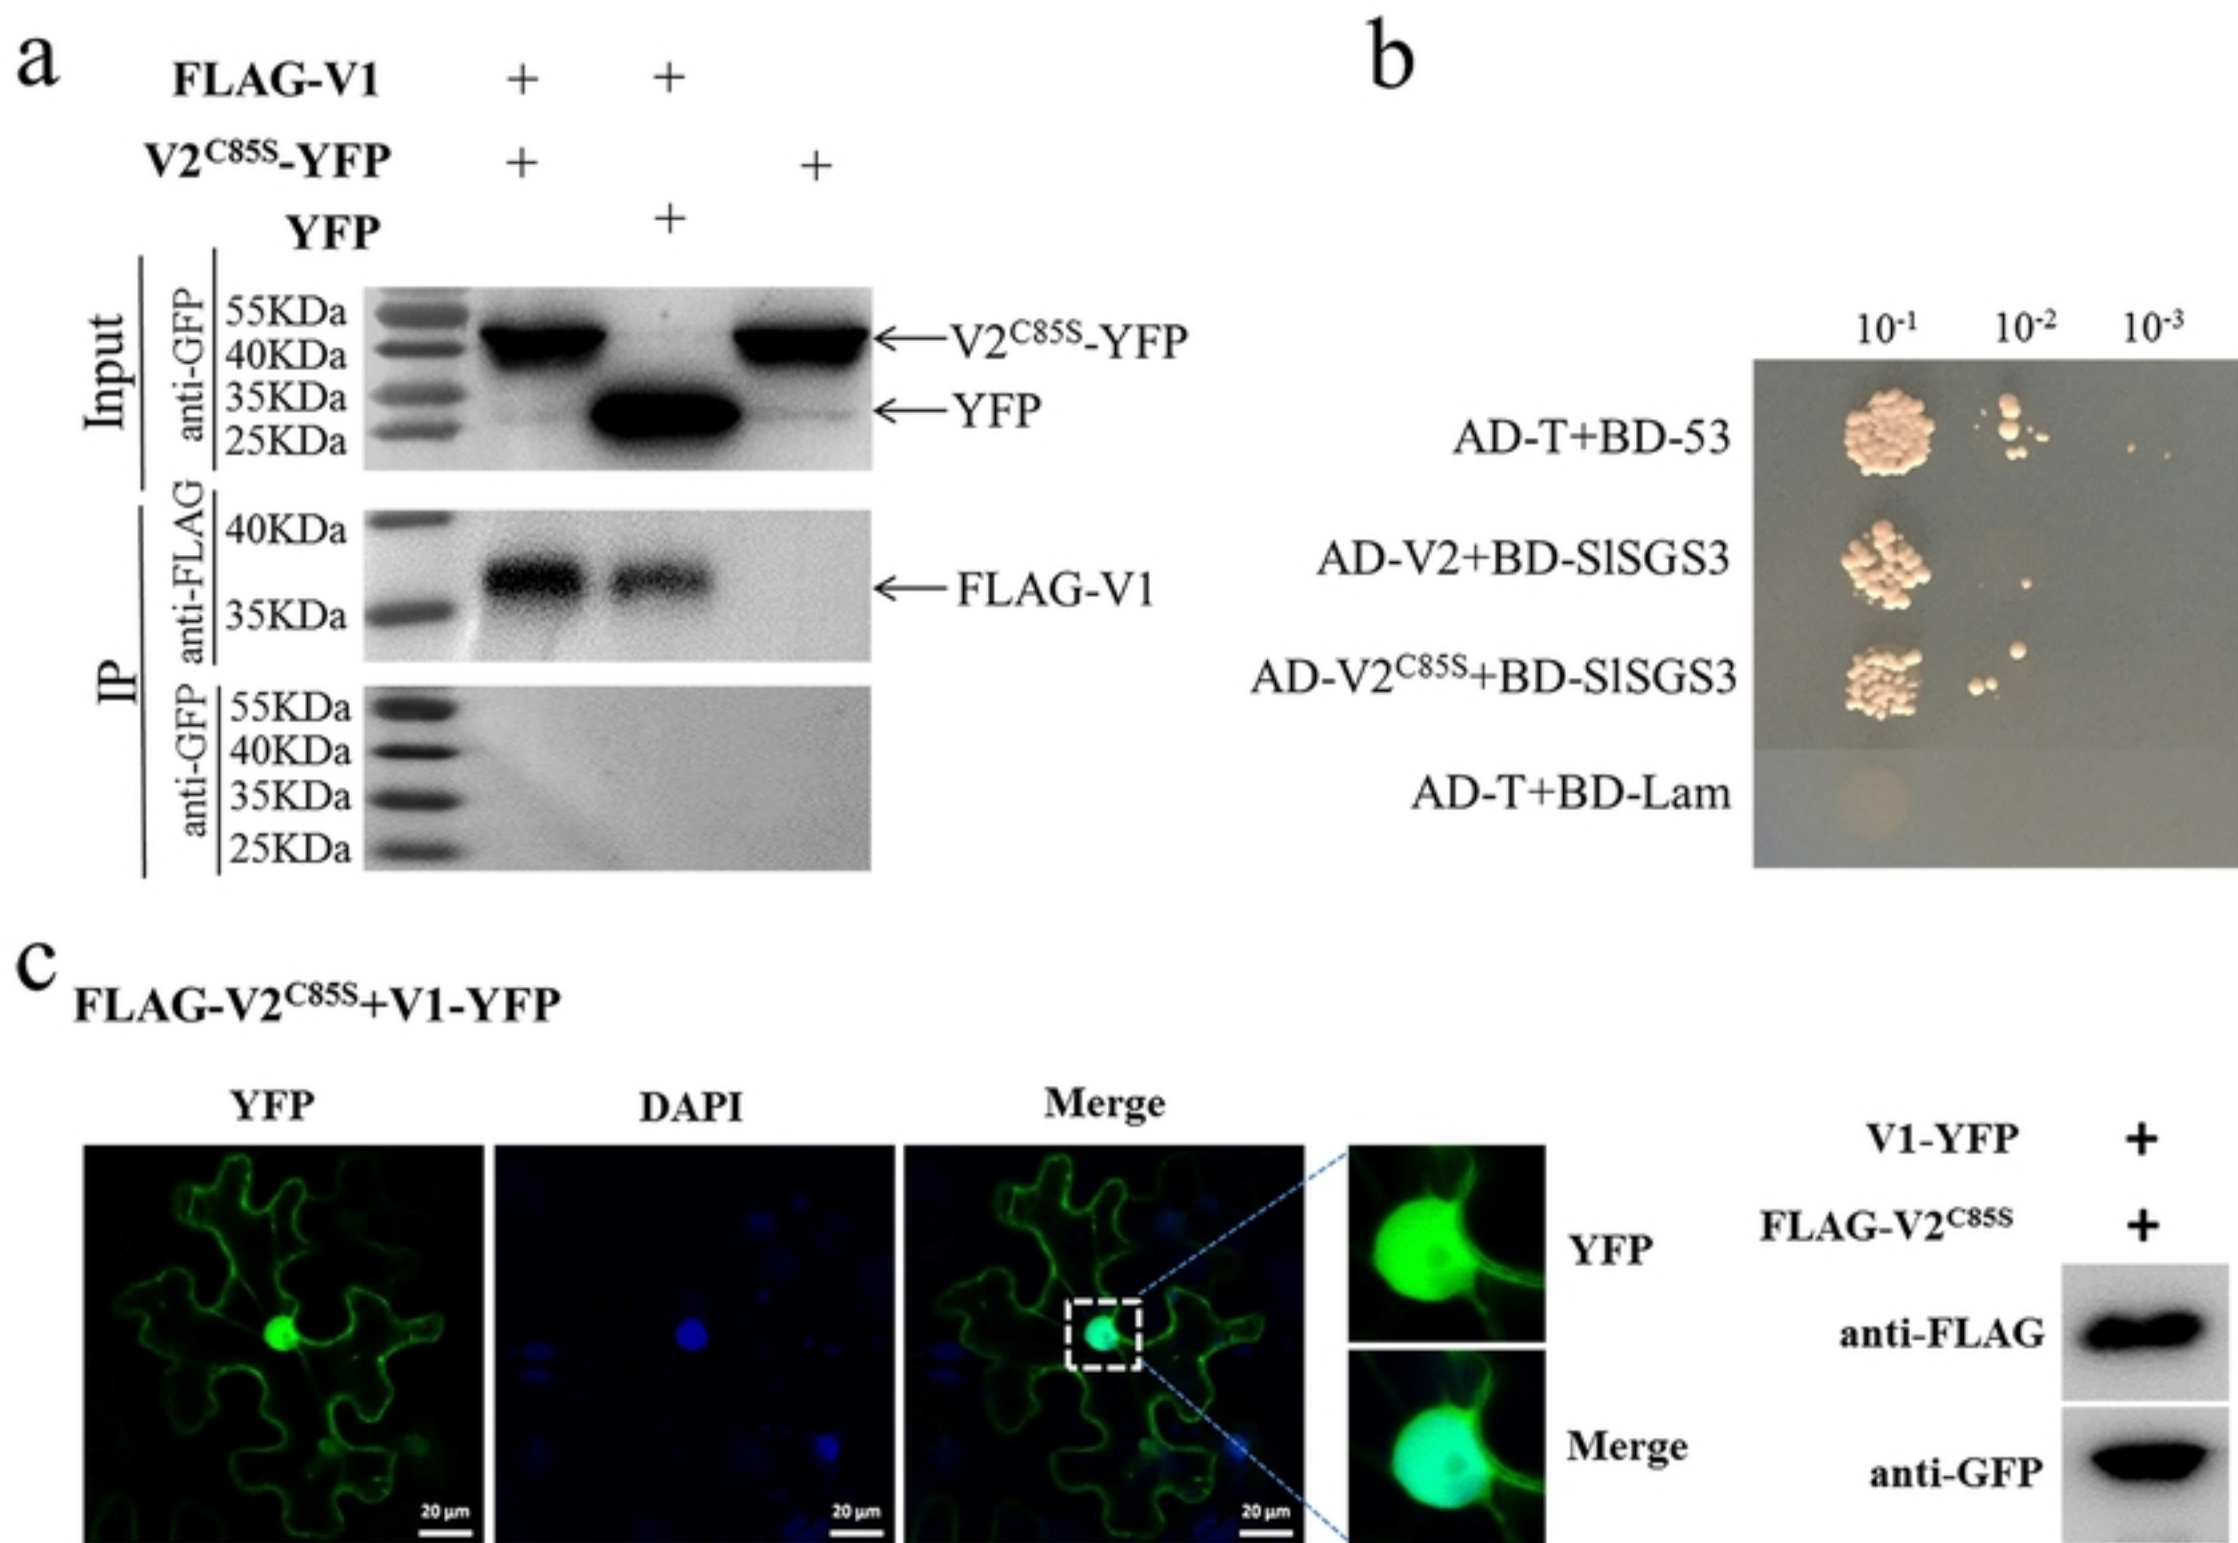 a
FLAG-V1 + +
V2C85S-YFP + +
YFP +
Input
anti-GFP
55KDa
40KDa
35KDa
25KDa
V2C85S-YFP
YFP
IP
anti-FLAG
40KDa
35KDa
FLAG-V1
anti-GFP
55KDa
40KDa
35KDa
25KDa
b
10-1 10-2 10-3
AD-T+BD-53
AD-V2+BD-SlSGS3
AD-V2C85S+BD-SlSGS3
AD-T+BD-Lam
c
FLAG-V2C85S+V1-YFP
YFP DAPI Merge
20 μm 20 μm 20 μm
YFP
Merge
V1-YFP +
FLAG-V2C85S +
anti-FLAG
anti-GFP